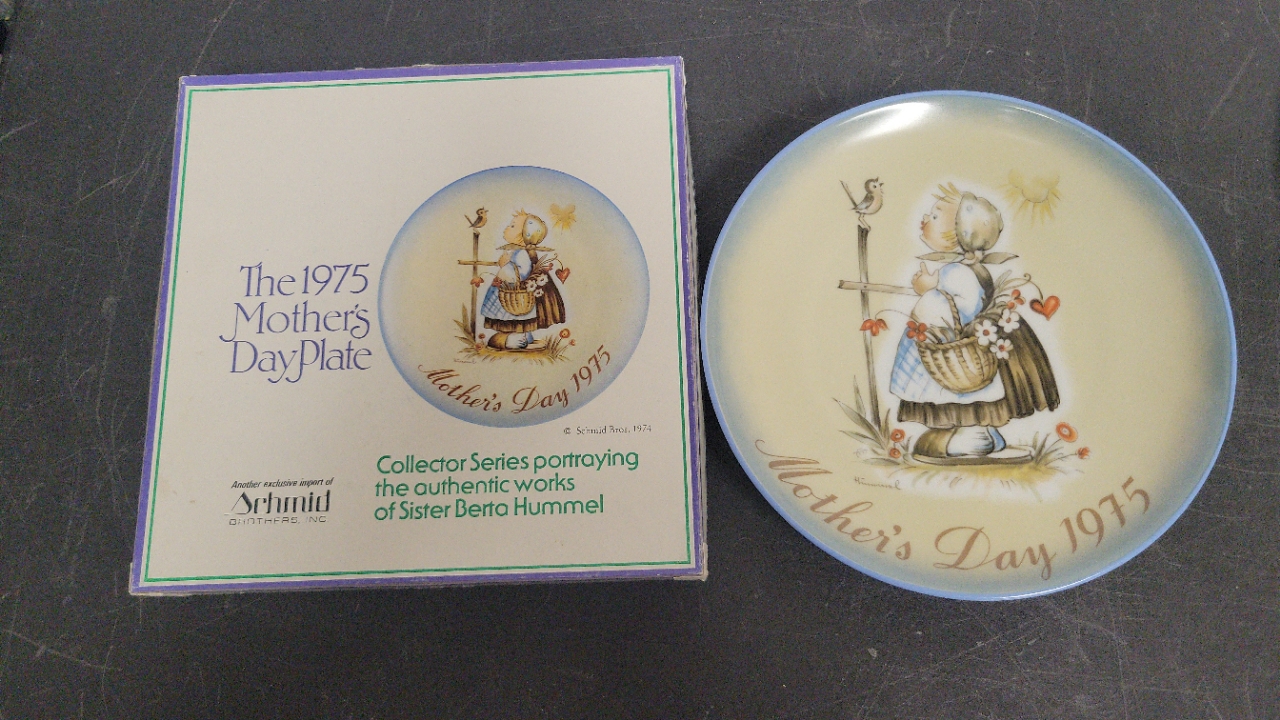 The 1975
Mother's
Day Plate
Mother's Day 1975
© Schmid Bros. 1974
Collector Series portraying
the authentic works
of Sister Berta Hummel
Another exclusive import of
Schmid
BROTHERS, INC
Hummel
Mother's Day 1975